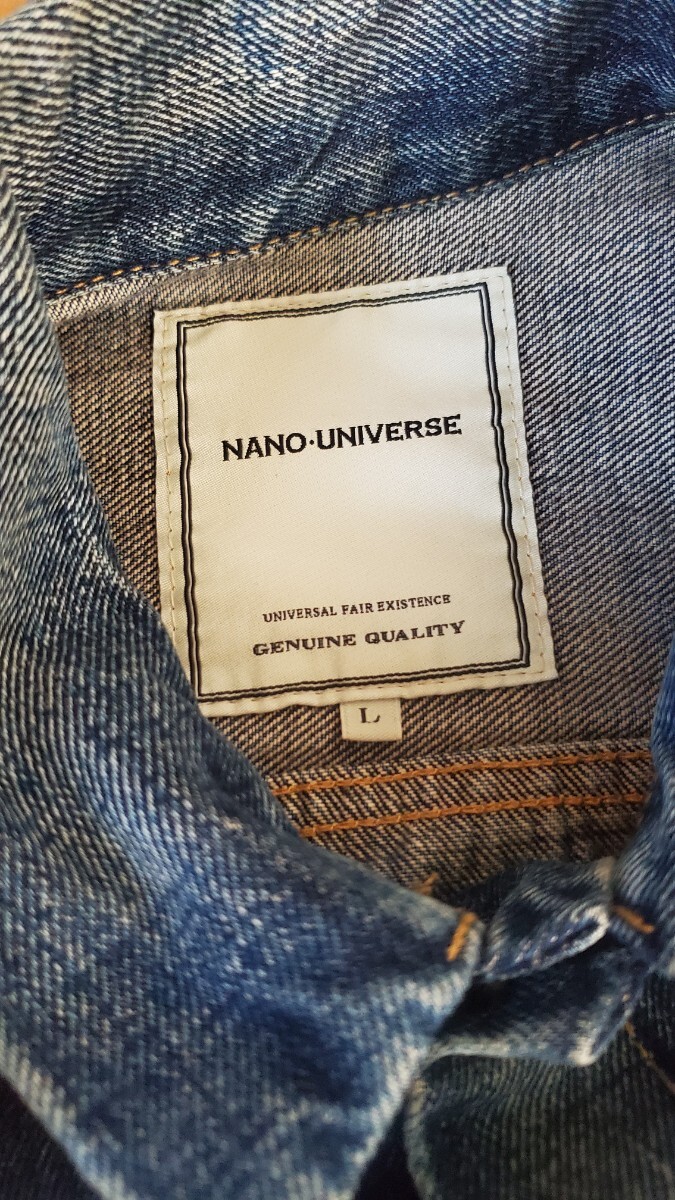 NANO·UNIVERSE
UNIVERSAL FAIR EXISTENCE
GENUINE QUALITY
L